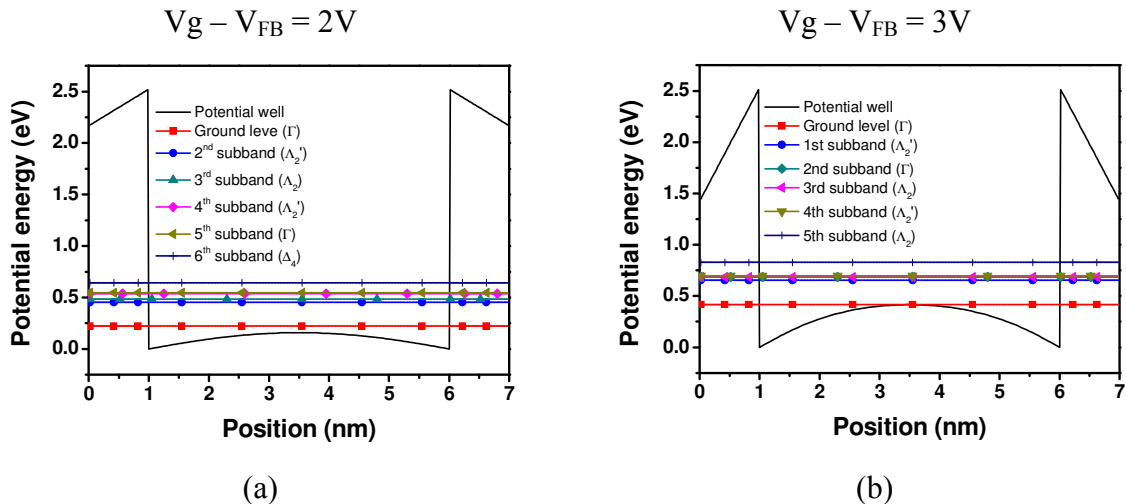 Vg – V_FB = 2V
Potential energy (eV)
2.5
2.0
1.5
1.0
0.5
0.0
Potential well
Ground leve (Γ)
2nd subband (Λ2')
3rd subband (Λ2)
4th subband (Λ2')
5th subband (Γ)
6th subband (Δ4)
0 1 2 3 4 5 6 7
Position (nm)
(a)
Vg – V_FB = 3V
Potential energy (eV)
2.5
2.0
1.5
1.0
0.5
0.0
Potential well
Ground level (Γ)
1st subband (Λ2')
2nd subband (Γ)
3rd subband (Λ2)
4th subband (Λ2')
5th subband (Λ2)
0 1 2 3 4 5 6 7
Position (nm)
(b)